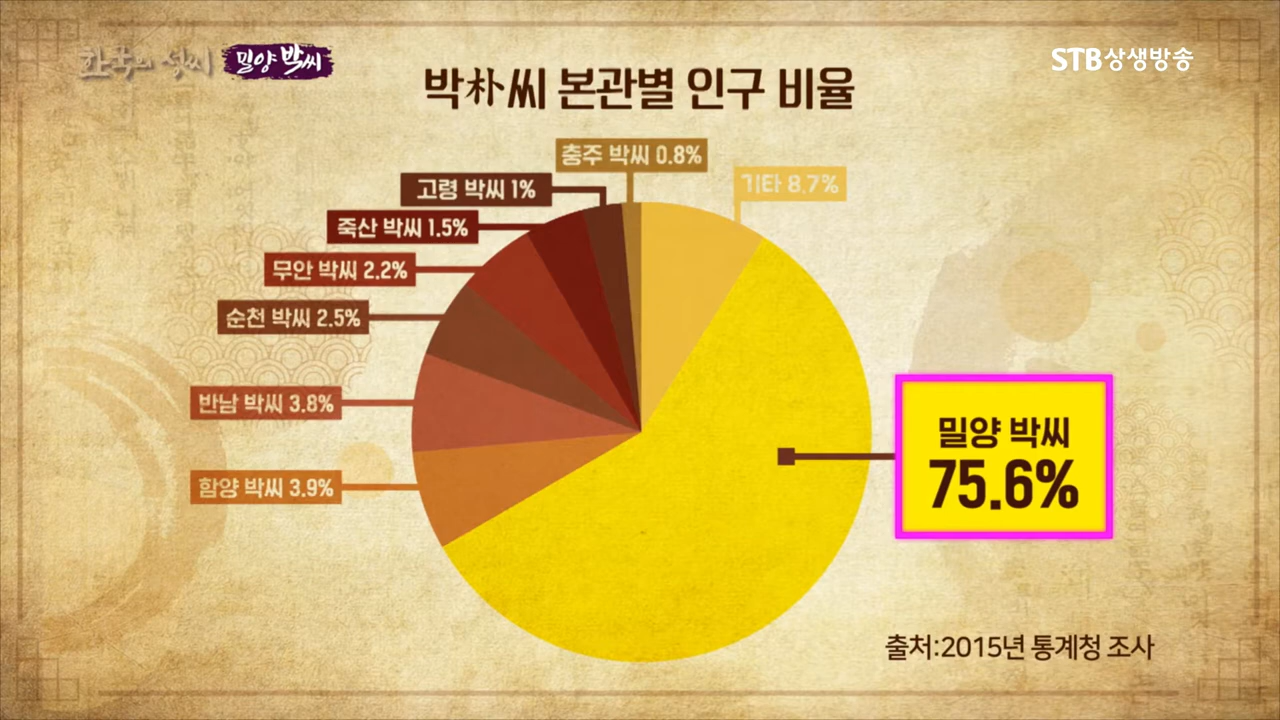 한국의 성씨 밀양 박씨
STB상생방송
박朴씨 본관별 인구 비율
충주 박씨 0.8%
기타 8.7%
고령 박씨 1%
죽산 박씨 1.5%
무안 박씨 2.2%
순천 박씨 2.5%
반남 박씨 3.8%
함양 박씨 3.9%
밀양 박씨
75.6%
출처:2015년 통계청 조사